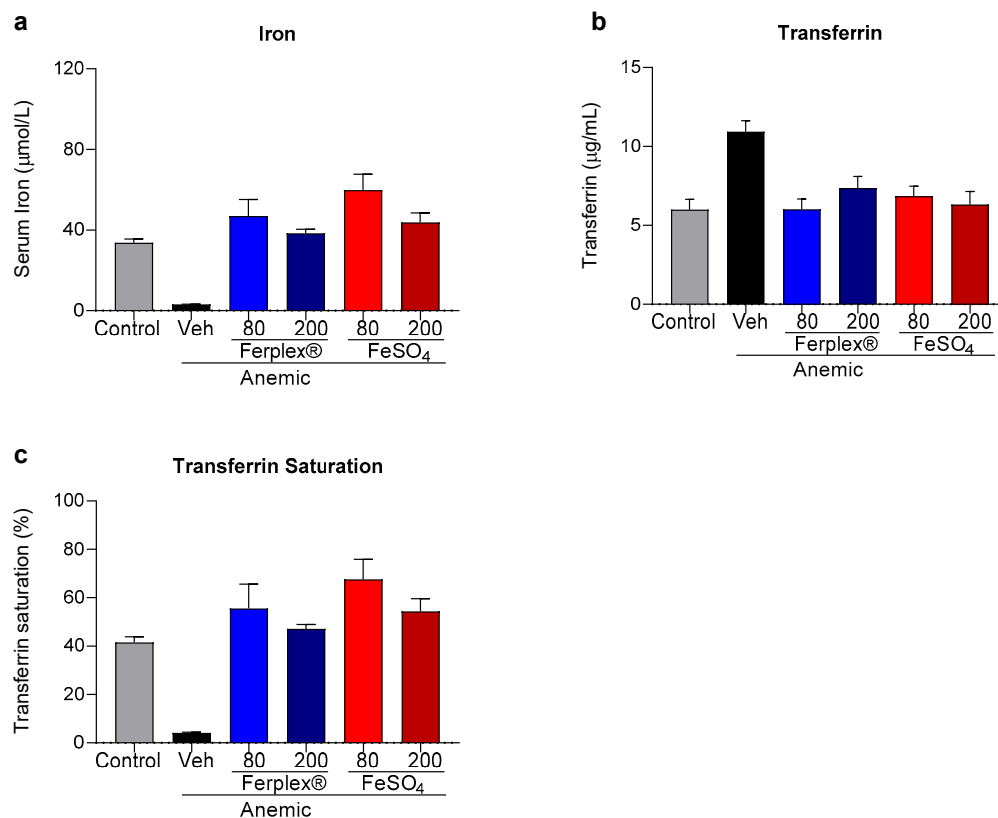 a
Iron
Serum Iron (μmol/L)
120
80
40
0
Control Veh 80 200 80 200
Ferplex® FeSO₄
Anemic
b
Transferrin
Transferrin (μg/mL)
15
10
5
0
Control Veh 80 200 80 200
Ferplex® FeSO₄
Anemic
c
Transferrin Saturation
Transferrin saturation (%)
100
80
60
40
20
0
Control Veh 80 200 80 200
Ferplex® FeSO₄
Anemic